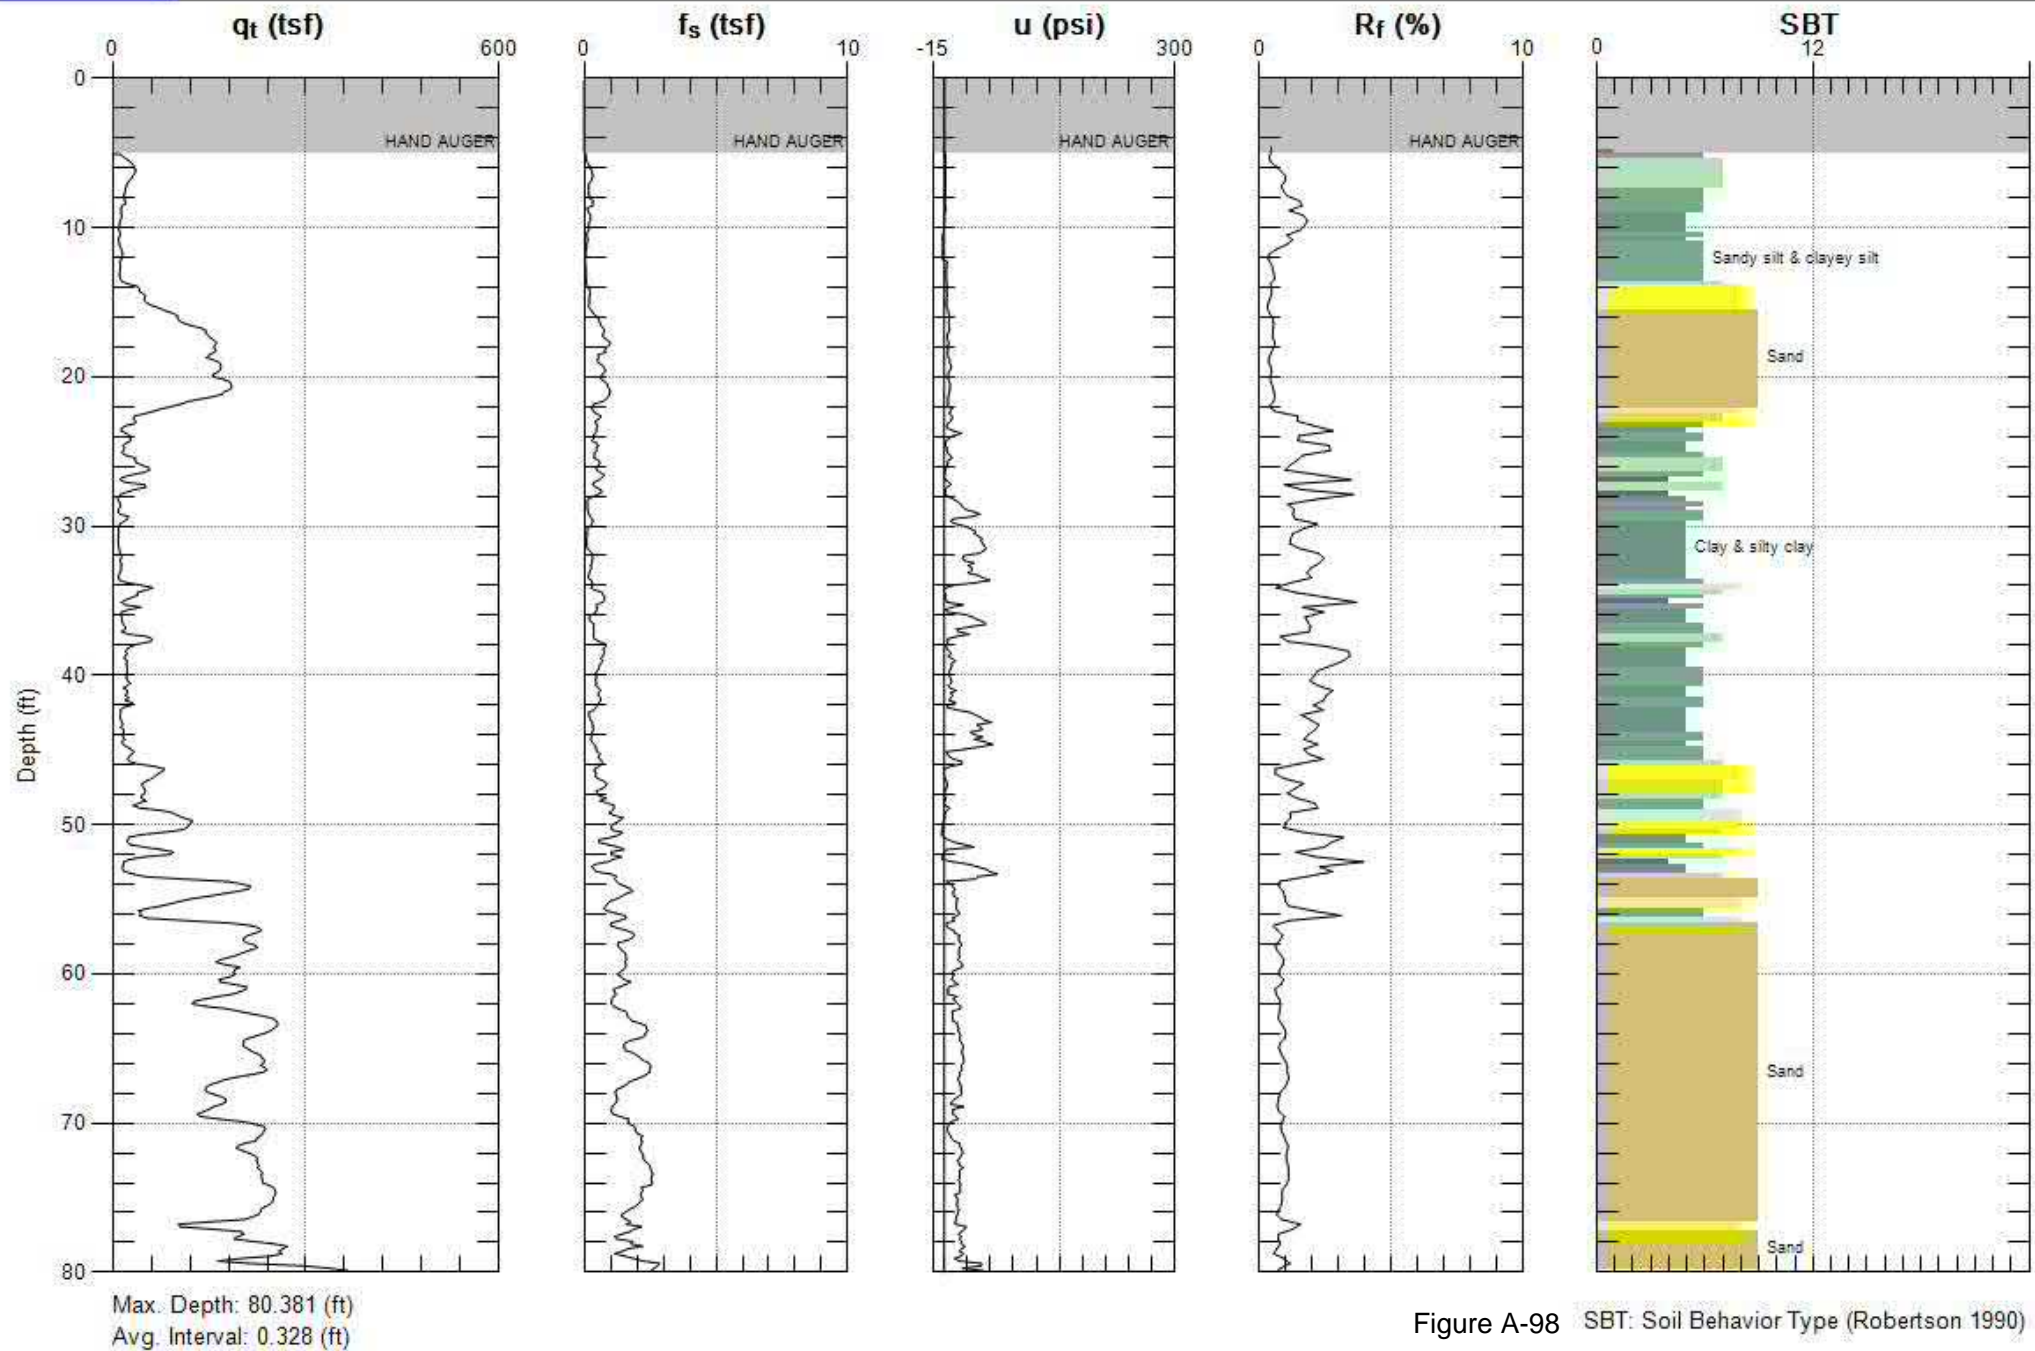 qt (tsf) fs (tsf) u (psi) Rf (%) SBT
0 600 0 10 -15 300 0 10 0 12
0
HAND AUGER HAND AUGER HAND AUGER HAND AUGER
10
Sandy silt & clayey silt
Sand
20
30
Clay & silty clay
40
Depth (ft)
50
60
Sand
70
Sand
80
Max. Depth: 80.381 (ft)
Avg. Interval: 0.328 (ft)
Figure A-98 SBT: Soil Behavior Type (Robertson 1990)